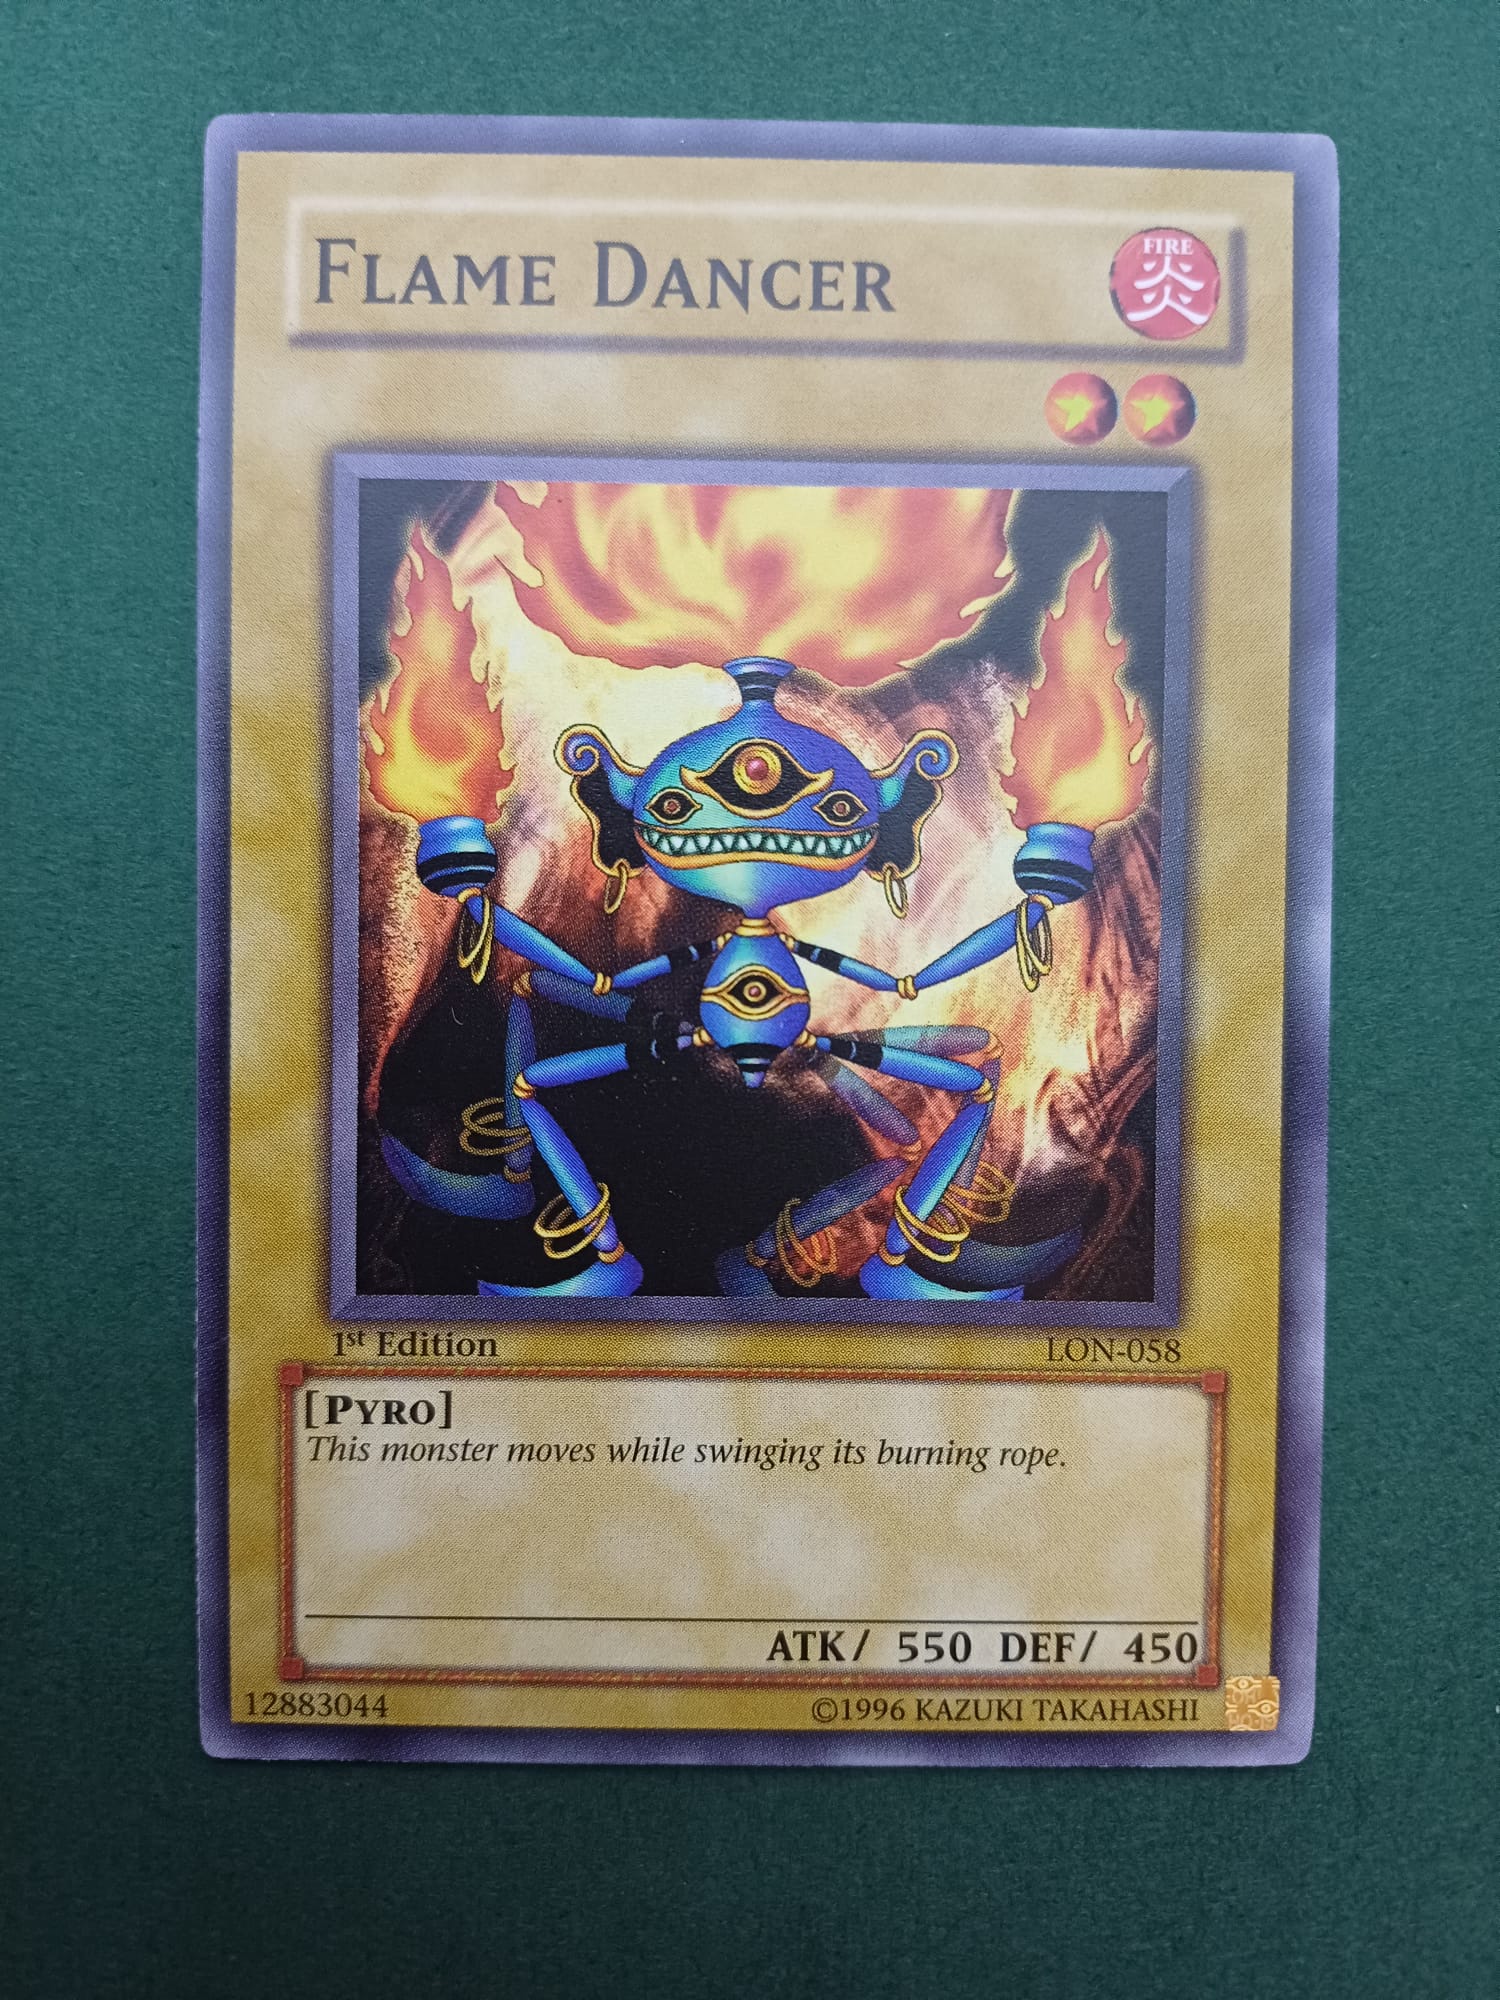 FLAME DANCER
FIRE
炎
1st Edition
LON-058
[PYRO]
This monster moves while swinging its burning rope.
ATK/ 550 DEF/ 450
12883044
©1996 KAZUKI TAKAHASHI